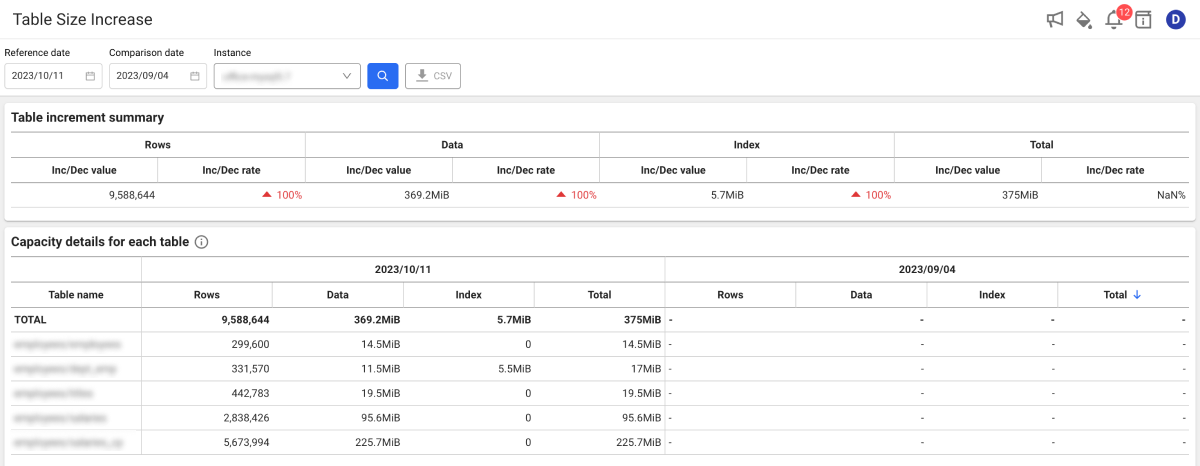 Table Size Increase
12
D
Reference date Comparison date Instance
2023/10/11 2023/09/04 CSV
Table increment summary
Rows Data Index Total
Inc/Dec value Inc/Dec rate Inc/Dec value Inc/Dec rate Inc/Dec value Inc/Dec rate Inc/Dec value Inc/Dec rate
9,588,644 100% 369.2MiB 100% 5.7MiB 100% 375MiB NaN%
Capacity details for each table
2023/10/11 2023/09/04
Table name Rows Data Index Total Rows Data Index Total
TOTAL 9,588,644 369.2MiB 5.7MiB 375MiB - - - -
299,600 14.5MiB 0 14.5MiB - - - -
331,570 11.5MiB 5.5MiB 17MiB - - - -
442,783 19.5MiB 0 19.5MiB - - - -
2,838,426 95.6MiB 0 95.6MiB - - - -
5,673,994 225.7MiB 0 225.7MiB - - - -